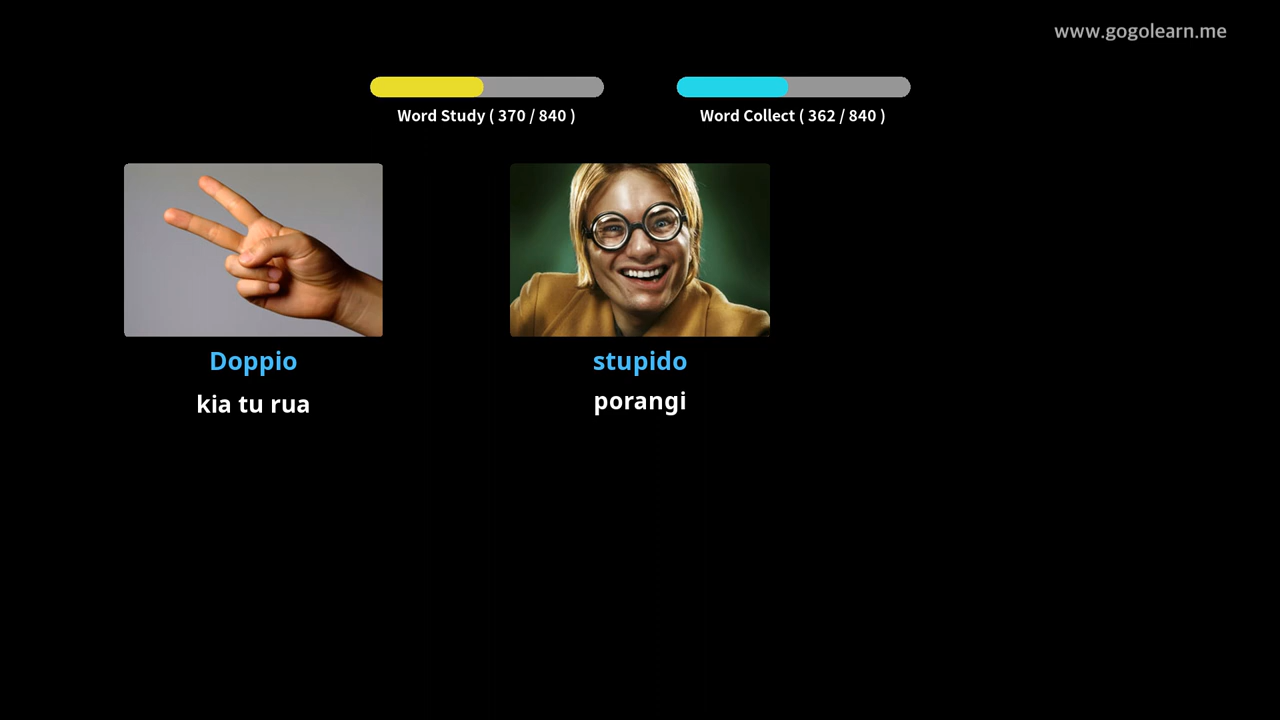 www.gogolearn.me
Word Study ( 370 / 840 )
Word Collect ( 362 / 840 )
Doppio
kia tu rua
stupido
porangi